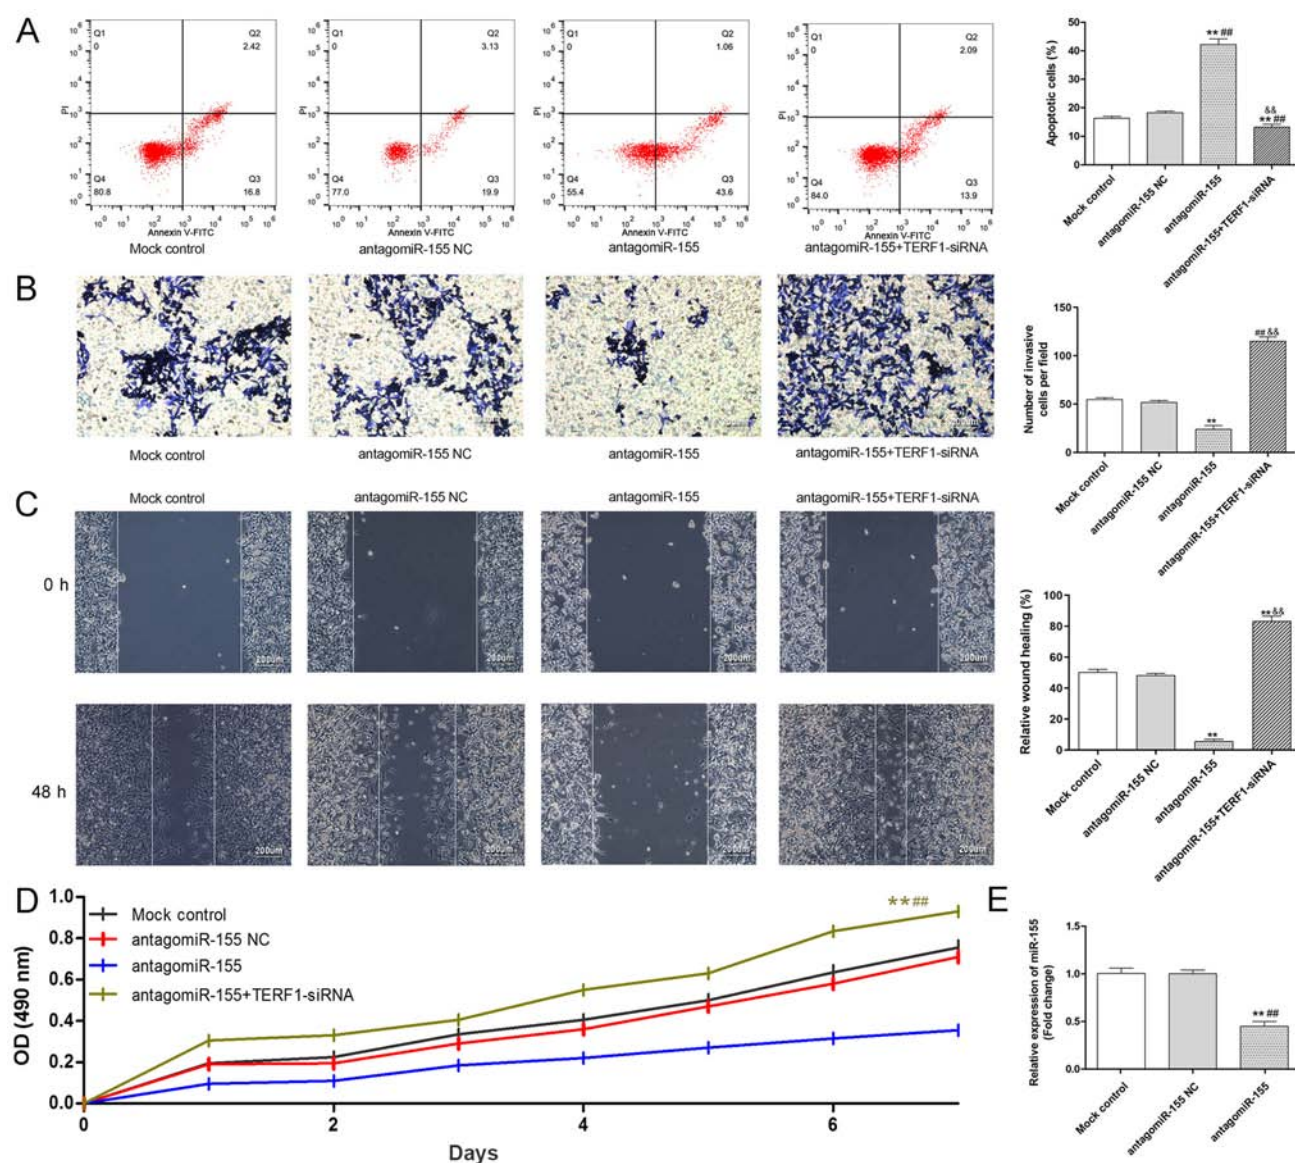 A
Q1
0
Q2
2.42
Q4
80.8
Q3
16.8
PI
Annexin V-FITC
Mock control
Q1
0
Q2
3.13
Q4
77.0
Q3
19.9
Annexin V-FITC
antagomiR-155 NC
Q1
0
Q2
1.06
Q4
55.4
Q3
43.6
PI
Annexin V-FITC
antagomiR-155
Q1
0
Q2
2.09
Q4
84.0
Q3
13.9
PI
Annexin V-FITC
antagomiR-155+TERF1-siRNA
Apoptotic cells (%)
50
40
30
20
10
0
** ##
&&
** ##
Mock control
antagomiR-155 NC
antagomiR-155
antagomiR-155+TERF1-siRNA
B
Mock control
antagomiR-155 NC
antagomiR-155
antagomiR-155+TERF1-siRNA
Number of invasive
cells per field
150
100
50
0
**
## &&
Mock control
antagomiR-155 NC
antagomiR-155
antagomiR-155+TERF1-siRNA
C
Mock control
antagomiR-155 NC
antagomiR-155
antagomiR-155+TERF1-siRNA
0 h
200um
200um
200um
200um
48 h
200um
200um
200um
200um
Relative wound healing (%)
100
80
60
40
20
0
**
** &&
Mock control
antagomiR-155 NC
antagomiR-155
antagomiR-155+TERF1-siRNA
D
OD (490 nm)
1.0
0.8
0.6
0.4
0.2
0.0
Mock control
antagomiR-155 NC
antagomiR-155
antagomiR-155+TERF1-siRNA
**##
0
2
4
6
Days
E
Relative expression of miR-155
(Fold change)
1.5
1.0
0.5
0.0
** ##
Mock control
antagomiR-155 NC
antagomiR-155